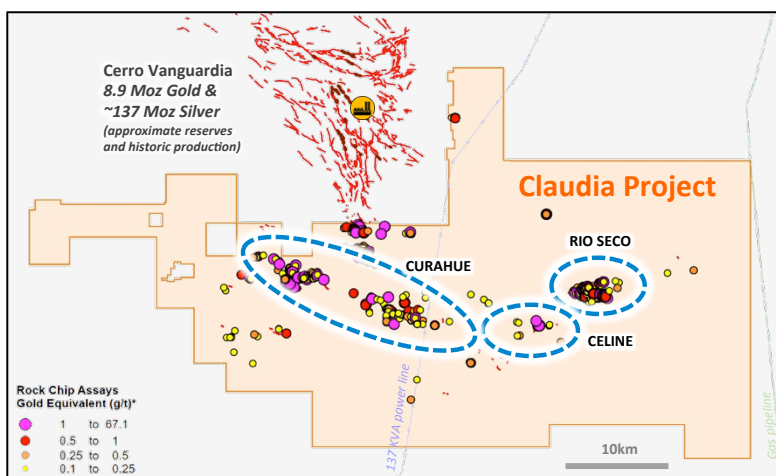 Cerro Vanguardia
8.9 Moz Gold &
~137 Moz Silver
(approximate reserves
and historic production)
Claudia Project
RIO SECO
CURAHUE
CELINE
137 KVA power line
Gas pipeline
Rock Chip Assays
Gold Equivalent (g/t)*
1 to 67.1
0.5 to 1
0.25 to 0.5
0.1 to 0.25
10km